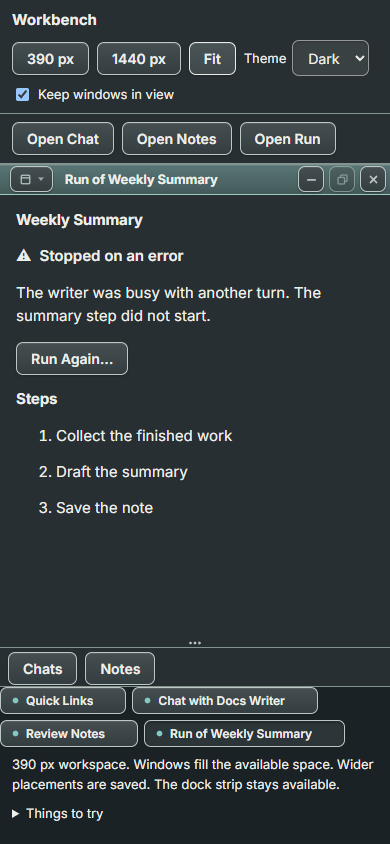 Workbench
390 px 1440 px Fit Theme Dark
Keep windows in view
Open Chat Open Notes Open Run
Run of Weekly Summary
Weekly Summary
Stopped on an error
The writer was busy with another turn. The
summary step did not start.
Run Again...
Steps
1. Collect the finished work
2. Draft the summary
3. Save the note
Chats Notes
Quick Links Chat with Docs Writer
Review Notes Run of Weekly Summary
390 px workspace. Windows fill the available space. Wider
placements are saved. The dock strip stays available.
Things to try